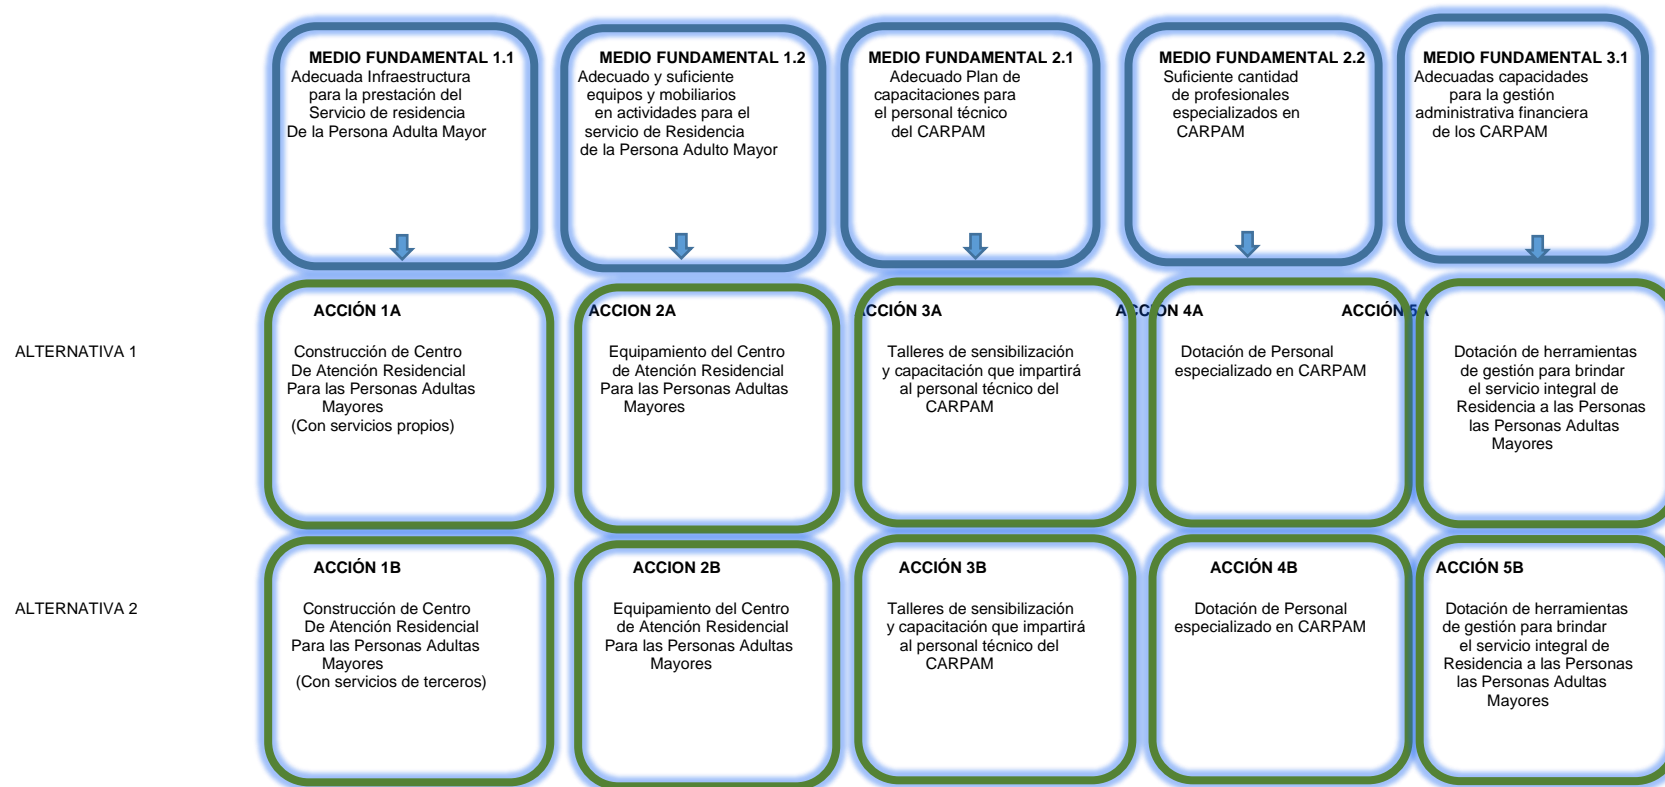 MEDIO FUNDAMENTAL 1.1
Adecuada Infraestructura
para la prestación del
Servicio de residencia
De la Persona Adulta Mayor
MEDIO FUNDAMENTAL 1.2
Adecuado y suficiente
equipos y mobiliarios
en actividades para el
servicio de Residencia
de la Persona Adulto Mayor
MEDIO FUNDAMENTAL 2.1
Adecuado Plan de
capacitaciones para
el personal técnico
del CARPAM
MEDIO FUNDAMENTAL 2.2
Suficiente cantidad
de profesionales
especializados en
CARPAM
MEDIO FUNDAMENTAL 3.1
Adecuadas capacidades
para la gestión
administrativa financiera
de los CARPAM
ALTERNATIVA 1
ACCIÓN 1A
Construcción de Centro
De Atención Residencial
Para las Personas Adultas
Mayores
(Con servicios propios)
ACCION 2A
Equipamiento del Centro
de Atención Residencial
Para las Personas Adultas
Mayores
ACCIÓN 3A
Talleres de sensibilización
y capacitación que impartirá
al personal técnico del
CARPAM
ACCIÓN 4A
Dotación de Personal
especializado en CARPAM
ACCIÓN 5A
Dotación de herramientas
de gestión para brindar
el servicio integral de
Residencia a las Personas
las Personas Adultas
Mayores
ALTERNATIVA 2
ACCIÓN 1B
Construcción de Centro
De Atención Residencial
Para las Personas Adultas
Mayores
(Con servicios de terceros)
ACCION 2B
Equipamiento del Centro
de Atención Residencial
Para las Personas Adultas
Mayores
ACCIÓN 3B
Talleres de sensibilización
y capacitación que impartirá
al personal técnico del
CARPAM
ACCIÓN 4B
Dotación de Personal
especializado en CARPAM
ACCIÓN 5B
Dotación de herramientas
de gestión para brindar
el servicio integral de
Residencia a las Personas
las Personas Adultas
Mayores